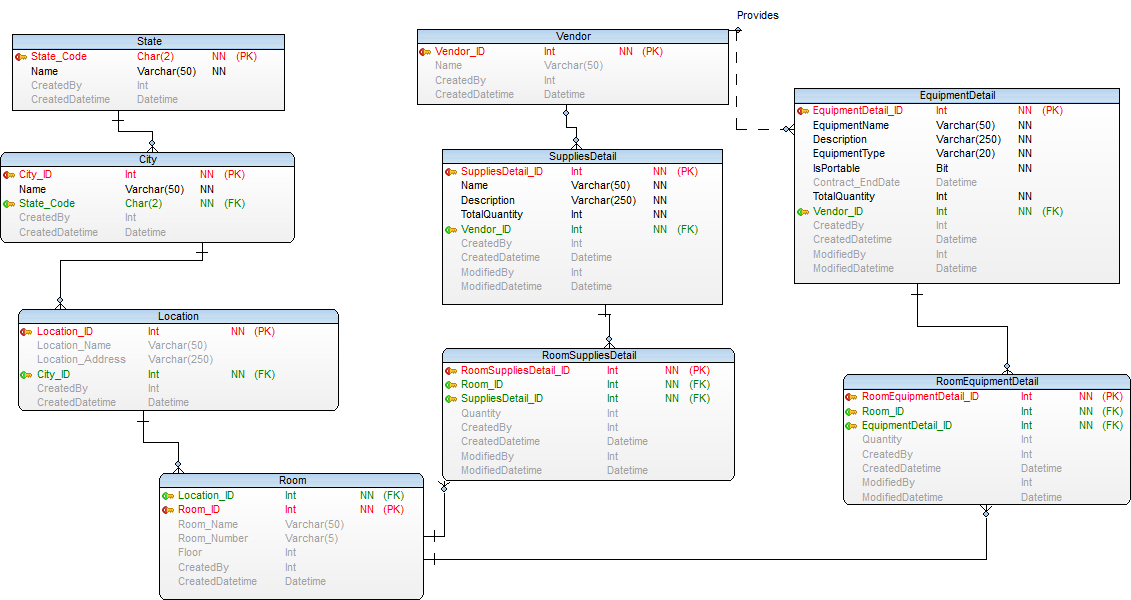 Provides
State
State_Code Char(2) NN (PK)
Name Varchar(50) NN
CreatedBy Int
CreatedDatetime Datetime
Vendor
Vendor_ID Int NN (PK)
Name Varchar(50)
CreatedBy Int
CreatedDatetime Datetime
EquipmentDetail
EquipmentDetail_ID Int NN (PK)
EquipmentName Varchar(50) NN
Description Varchar(250) NN
EquipmentType Varchar(20) NN
IsPortable Bit NN
Contract_EndDate Datetime
TotalQuantity Int NN
Vendor_ID Int NN (FK)
CreatedBy Int
CreatedDatetime Datetime
ModifiedBy Int
ModifiedDatetime Datetime
City
City_ID Int NN (PK)
Name Varchar(50) NN
State_Code Char(2) NN (FK)
CreatedBy Int
CreatedDatetime Datetime
SuppliesDetail
SuppliesDetail_ID Int NN (PK)
Name Varchar(50) NN
Description Varchar(250) NN
TotalQuantity Int NN
Vendor_ID Int NN (FK)
CreatedBy Int
CreatedDatetime Datetime
ModifiedBy Int
ModifiedDatetime Datetime
Location
Location_ID Int NN (PK)
Location_Name Varchar(50)
Location_Address Varchar(250)
City_ID Int NN (FK)
CreatedBy Int
CreatedDatetime Datetime
RoomSuppliesDetail
RoomSuppliesDetail_ID Int NN (PK)
Room_ID Int NN (FK)
SuppliesDetail_ID Int NN (FK)
Quantity Int
CreatedBy Int
CreatedDatetime Datetime
ModifiedBy Int
ModifiedDatetime Datetime
RoomEquipmentDetail
RoomEquipmentDetail_ID Int NN (PK)
Room_ID Int NN (FK)
EquipmentDetail_ID Int NN (FK)
Quantity Int
CreatedBy Int
CreatedDatetime Datetime
ModifiedBy Int
ModifiedDatetime Datetime
Room
Location_ID Int NN (FK)
Room_ID Int NN (PK)
Room_Name Varchar(50)
Room_Number Varchar(5)
Floor Int
CreatedBy Int
CreatedDatetime Datetime